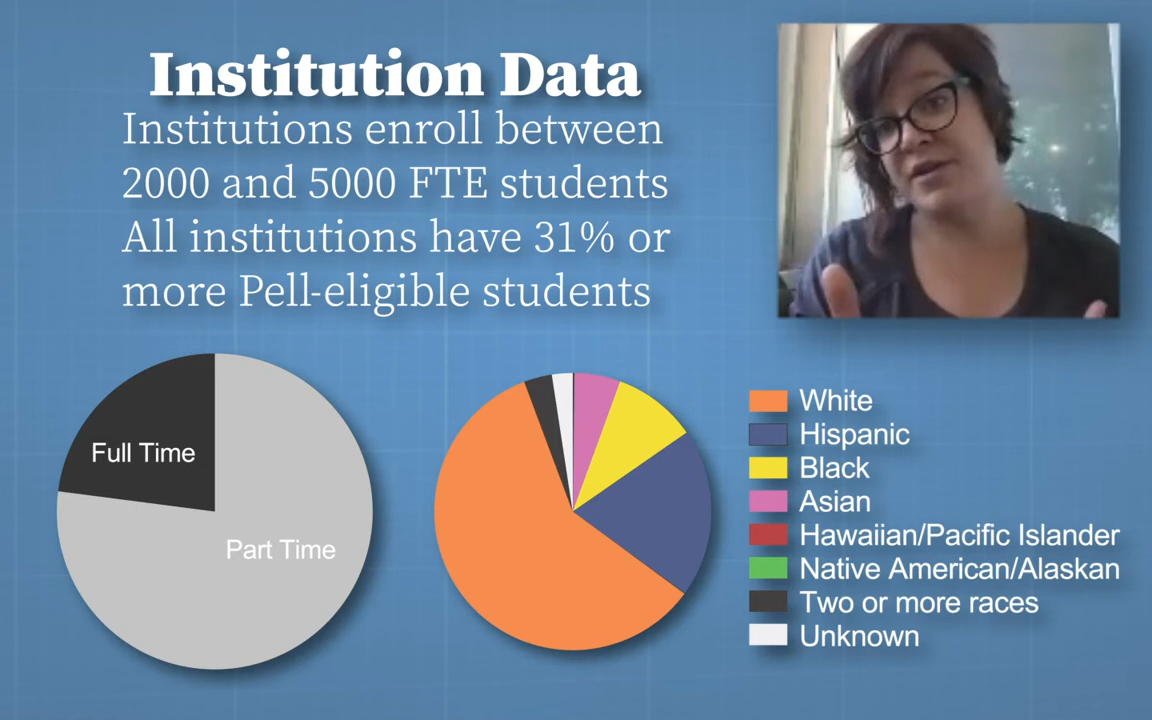 Institution Data
Institutions enroll between
2000 and 5000 FTE students
All institutions have 31% or
more Pell-eligible students
Full Time
Part Time
White
Hispanic
Black
Asian
Hawaiian/Pacific Islander
Native American/Alaskan
Two or more races
Unknown